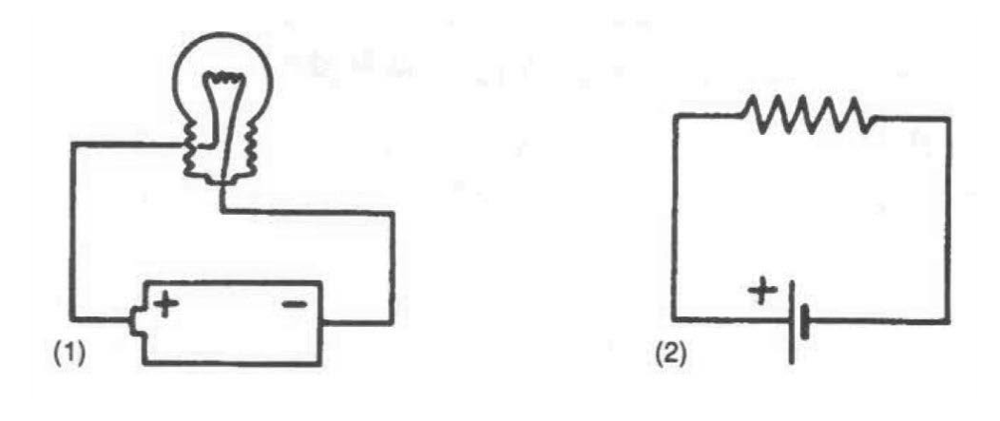 + −
+
(1)
(2)